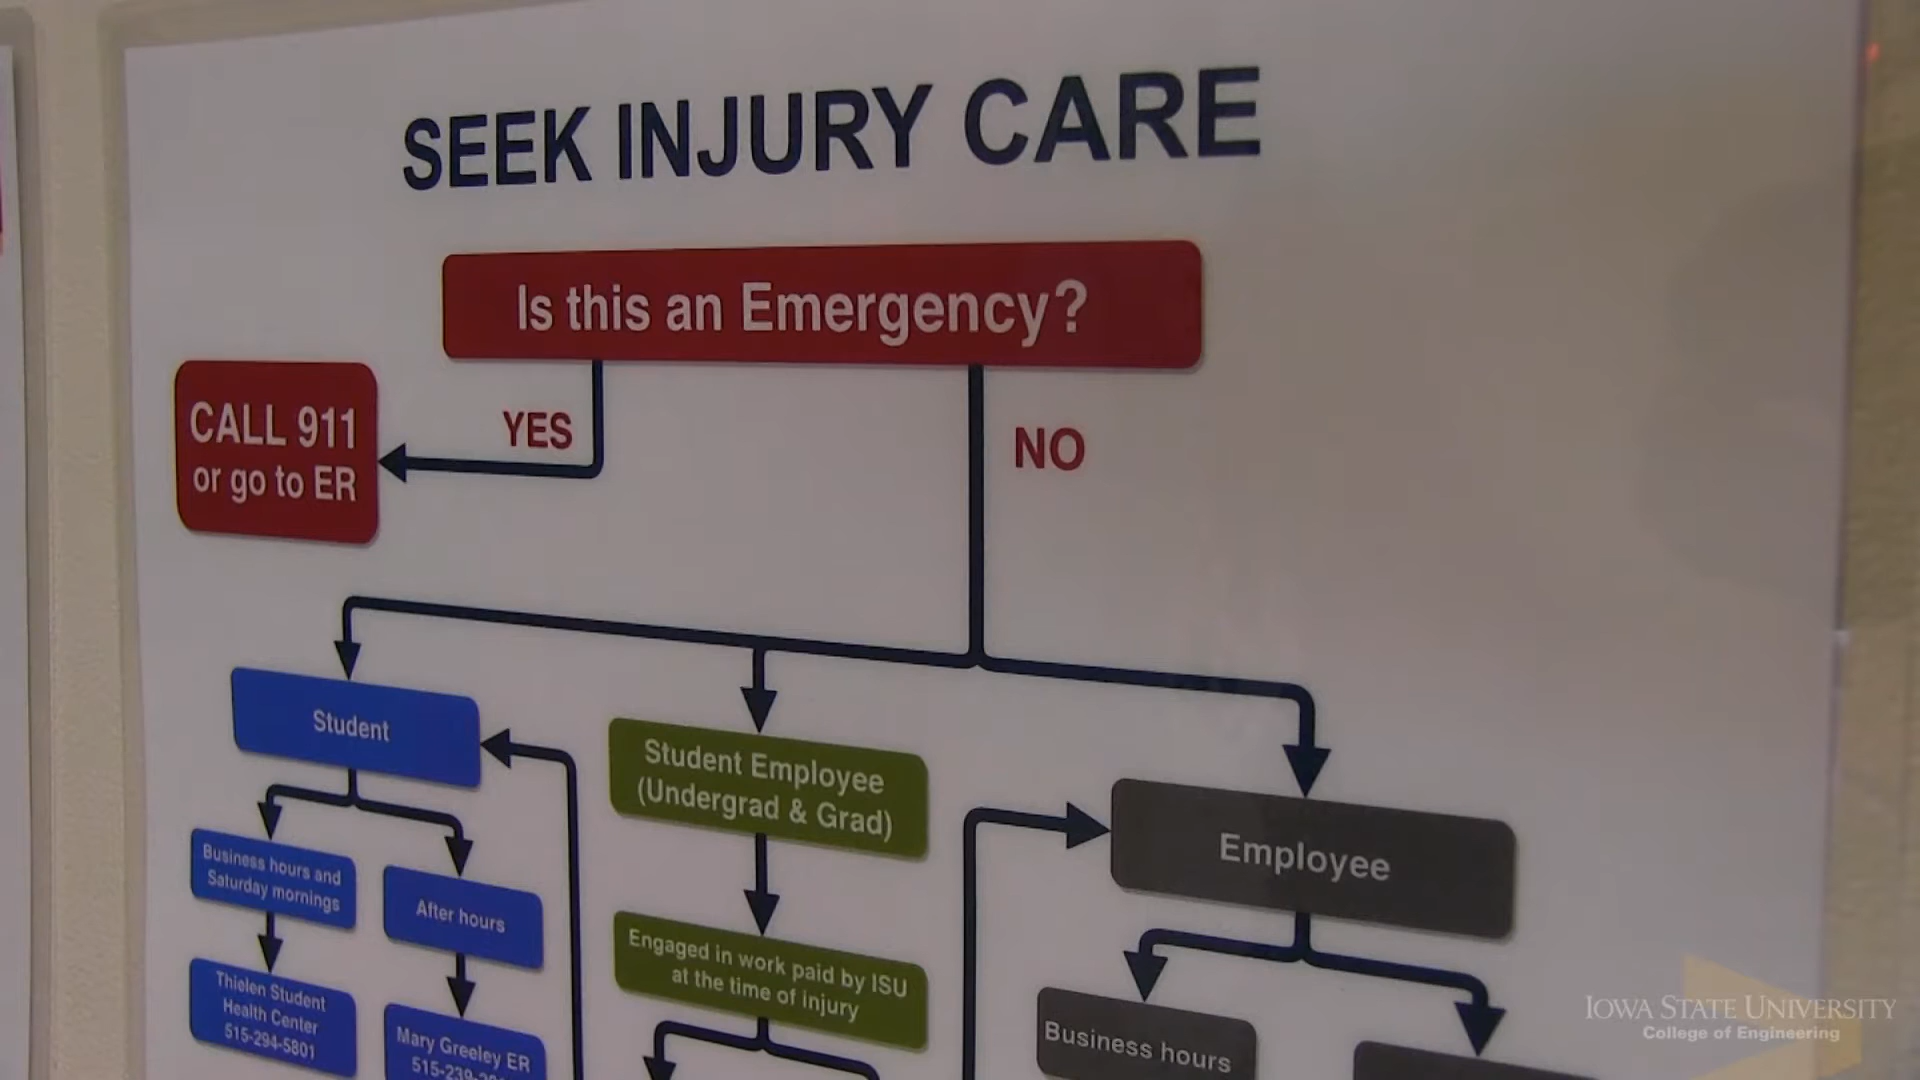 SEEK INJURY CARE
Is this an Emergency?
CALL 911
or go to ER
YES
NO
Student
Student Employee
(Undergrad & Grad)
Employee
Business hours and
Saturday mornings
After hours
Engaged in work paid by ISU
at the time of injury
Thielen Student
Health Center
515-294-5801
Mary Greeley ER
515-239-
Business hours
IOWA STATE UNIVERSITY
College of Engineering